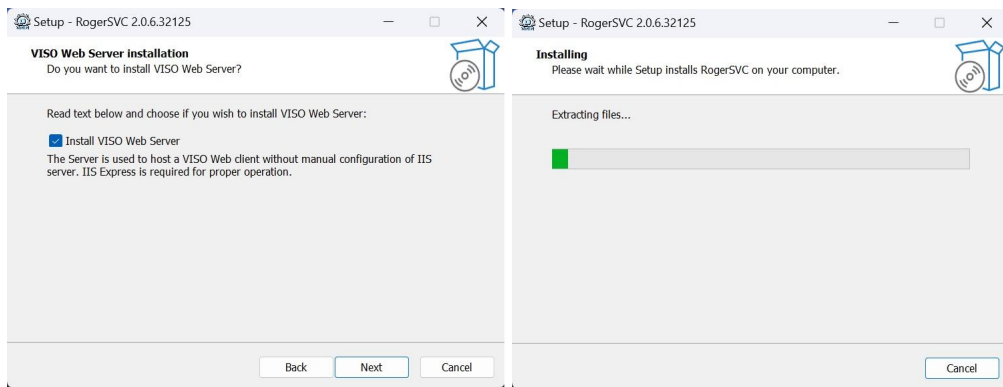 Setup - RogerSVC 2.0.6.32125
VISO Web Server installation
Do you want to install VISO Web Server?
Read text below and choose if you wish to install VISO Web Server:
Install VISO Web Server
The Server is used to host a VISO Web client without manual configuration of IIS
server. IIS Express is required for proper operation.
Back
Next
Cancel
Setup - RogerSVC 2.0.6.32125
Installing
Please wait while Setup installs RogerSVC on your computer.
Extracting files...
Cancel